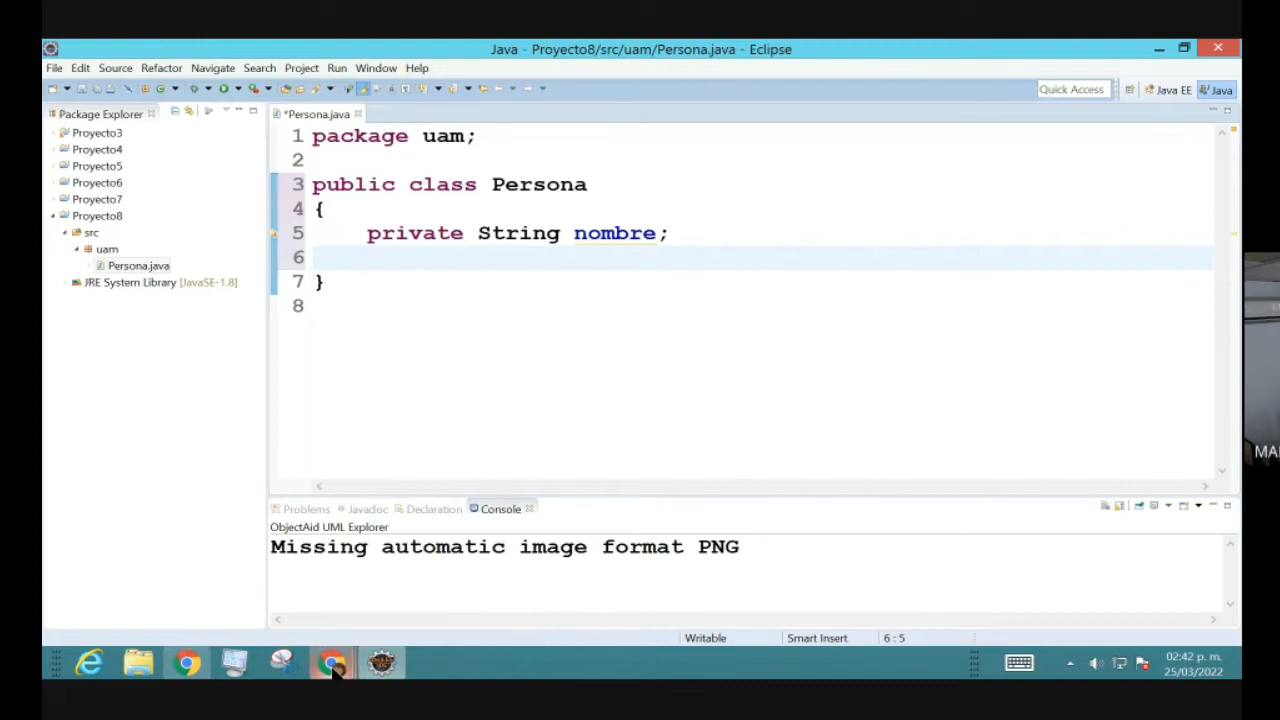 Java - Proyecto8/src/uam/Persona.java - Eclipse
File Edit Source Refactor Navigate Search Project Run Window Help
Quick Access
Java EE
Java
Package Explorer
*Persona.java
Proyecto3
Proyecto4
Proyecto5
Proyecto6
Proyecto7
Proyecto8
src
uam
Persona.java
JRE System Library [JavaSE-1.8]
1 package uam;
2
3 public class Persona
4 {
5 private String nombre;
6
7 }
8
Problems Javadoc Declaration Console
ObjectAid UML Explorer
Missing automatic image format PNG
Writable Smart Insert 6 : 5
02:42 p. m.
25/03/2022